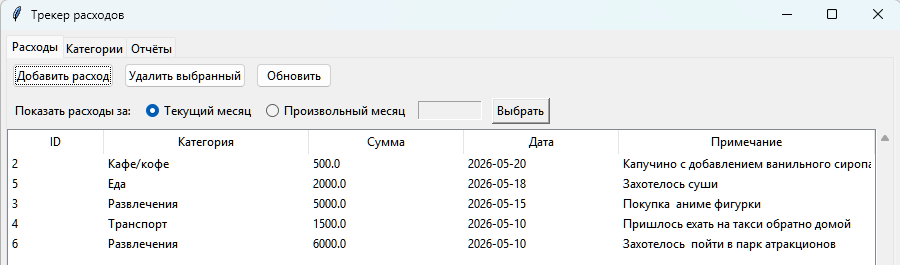 Трекер расходов
Расходы Категории Отчёты
Добавить расход Удалить выбранный Обновить
Показать расходы за: Текущий месяц Произвольный месяц Выбрать
ID Категория Сумма Дата Примечание
2 Кафе/кофе 500.0 2026-05-20 Капучино с добавлением ванильного сиропа
5 Еда 2000.0 2026-05-18 Захотелось суши
3 Развлечения 5000.0 2026-05-15 Покупка аниме фигурки
4 Транспорт 1500.0 2026-05-10 Пришлось ехать на такси обратно домой
6 Развлечения 6000.0 2026-05-10 Захотелось пойти в парк атракционов